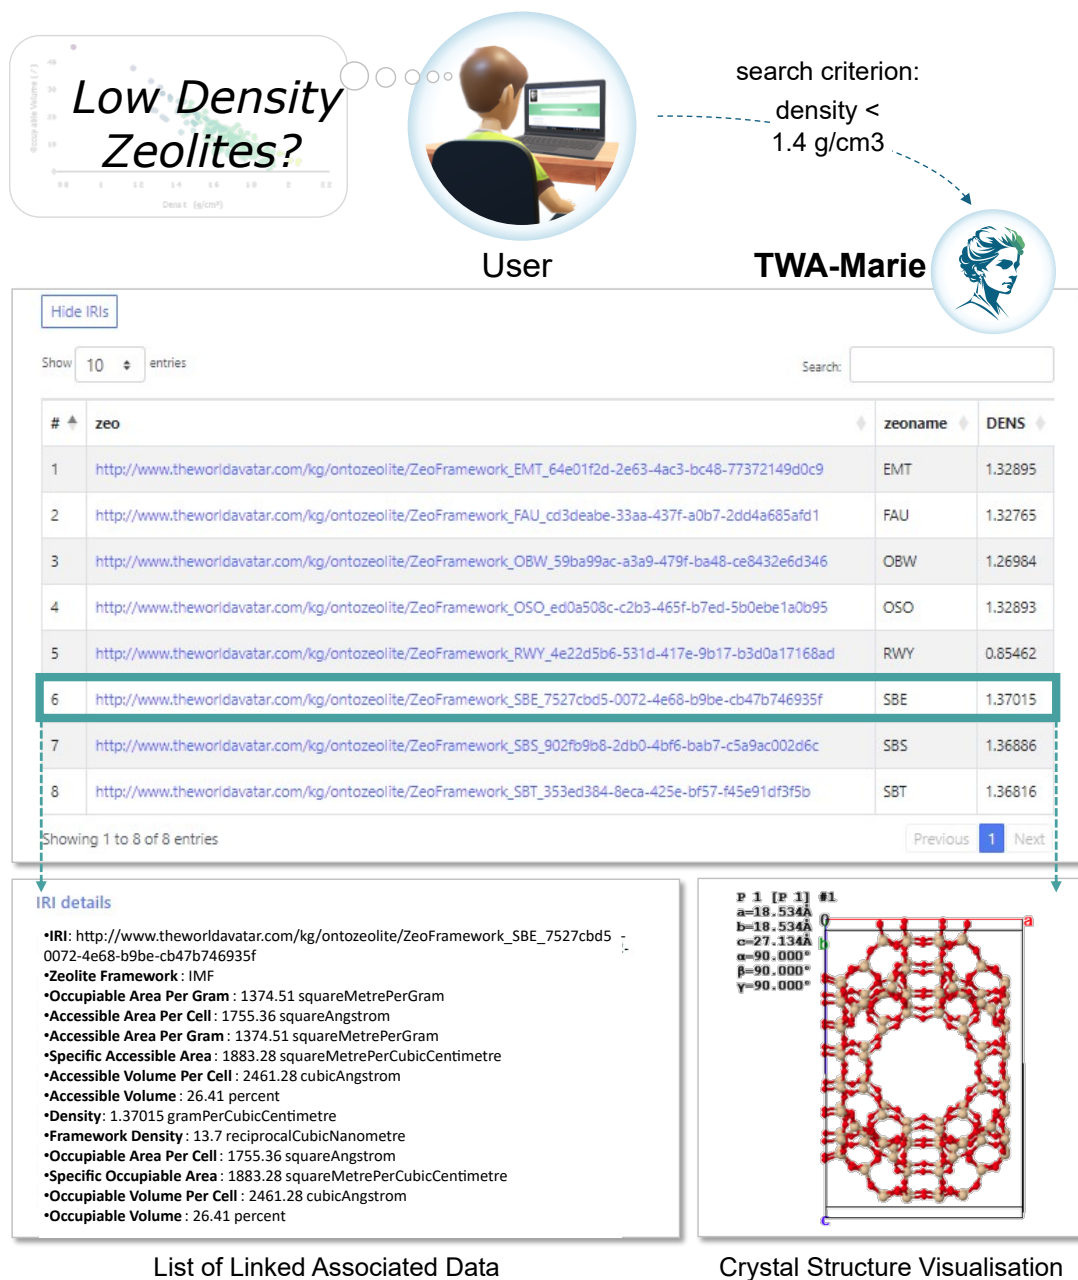 Low Density
Zeolites?
Occupiable Volume (/)
Densit (g/cm³)
search criterion:
density <
1.4 g/cm3
User
TWA-Marie
Hide IRIs
Show 10 entries
Search:
# zeo zeoname DENS
1 http://www.theworldavatar.com/kg/ontozeolite/ZeoFramework_EMT_64e01f2d-2e63-4ac3-bc48-77372149d0c9 EMT 1.32895
2 http://www.theworldavatar.com/kg/ontozeolite/ZeoFramework_FAU_cd3deabe-33aa-437f-a0b7-2dd4a685afd1 FAU 1.32765
3 http://www.theworldavatar.com/kg/ontozeolite/ZeoFramework_OBW_59ba99ac-a3a9-479f-ba48-ce8432e6d346 OBW 1.26984
4 http://www.theworldavatar.com/kg/ontozeolite/ZeoFramework_OSO_ed0a508c-c2b3-465f-b7ed-5b0ebe1a0b95 OSO 1.32893
5 http://www.theworldavatar.com/kg/ontozeolite/ZeoFramework_RWY_4e22d5b6-531d-417e-9b17-b3d0a17168ad RWY 0.85462
6 http://www.theworldavatar.com/kg/ontozeolite/ZeoFramework_SBE_7527cbd5-0072-4e68-b9be-cb47b746935f SBE 1.37015
7 http://www.theworldavatar.com/kg/ontozeolite/ZeoFramework_SBS_902fb9b8-2db0-4bf6-bab7-c5a9ac002d6c SBS 1.36886
8 http://www.theworldavatar.com/kg/ontozeolite/ZeoFramework_SBT_353ed384-8eca-425e-bf57-f45e91df3f5b SBT 1.36816
Showing 1 to 8 of 8 entries
Previous 1 Next
IRI details
•IRI: http://www.theworldavatar.com/kg/ontozeolite/ZeoFramework_SBE_7527cbd5-
0072-4e68-b9be-cb47b746935f
•Zeolite Framework : IMF
•Occupiable Area Per Gram : 1374.51 squareMetrePerGram
•Accessible Area Per Cell : 1755.36 squareAngstrom
•Accessible Area Per Gram : 1374.51 squareMetrePerGram
•Specific Accessible Area : 1883.28 squareMetrePerCubicCentimetre
•Accessible Volume Per Cell : 2461.28 cubicAngstrom
•Accessible Volume : 26.41 percent
•Density: 1.37015 gramPerCubicCentimetre
•Framework Density : 13.7 reciprocalCubicNanometre
•Occupiable Area Per Cell : 1755.36 squareAngstrom
•Specific Occupiable Area : 1883.28 squareMetrePerCubicCentimetre
•Occupiable Volume Per Cell : 2461.28 cubicAngstrom
•Occupiable Volume : 26.41 percent
P 1 [P 1] #1
a=18.534Å
b=18.534Å
c=27.134Å
α=90.000°
β=90.000°
γ=90.000°
0
a
b
c
List of Linked Associated Data
Crystal Structure Visualisation